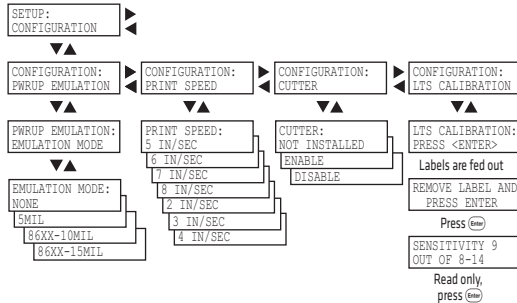 SETUP:
CONFIGURATION
CONFIGURATION:
PWRUP EMULATION
CONFIGURATION:
PRINT SPEED
CONFIGURATION:
CUTTER
CONFIGURATION:
LTS CALIBRATION
PWRUP EMULATION:
EMULATION MODE
PRINT SPEED:
5 IN/SEC
6 IN/SEC
7 IN/SEC
8 IN/SEC
2 IN/SEC
3 IN/SEC
4 IN/SEC
CUTTER:
NOT INSTALLED
ENABLE
DISABLE
LTS CALIBRATION:
PRESS <ENTER>
Labels are fed out
EMULATION MODE:
NONE
5MIL
86XX-10MIL
86XX-15MIL
REMOVE LABEL AND
PRESS ENTER
Press Enter
SENSITIVITY 9
OUT OF 8-14
Read only,
press Enter